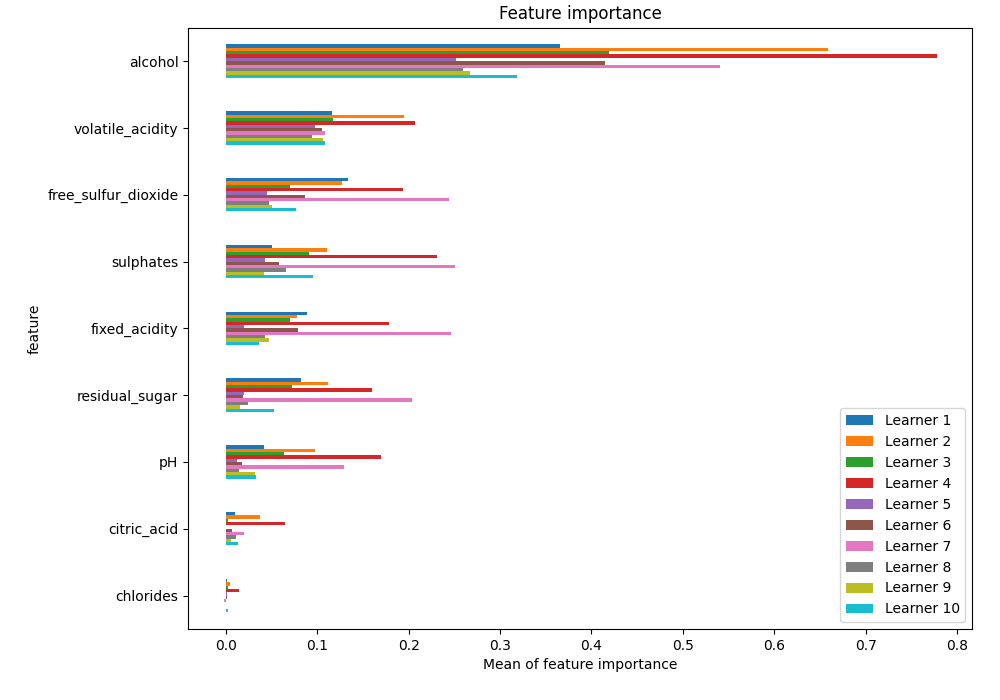 Feature importance
alcohol
volatile_acidity
free_sulfur_dioxide
sulphates
fixed_acidity
residual_sugar
pH
citric_acid
chlorides
feature
Learner 1
Learner 2
Learner 3
Learner 4
Learner 5
Learner 6
Learner 7
Learner 8
Learner 9
Learner 10
0.0 0.1 0.2 0.3 0.4 0.5 0.6 0.7 0.8
Mean of feature importance